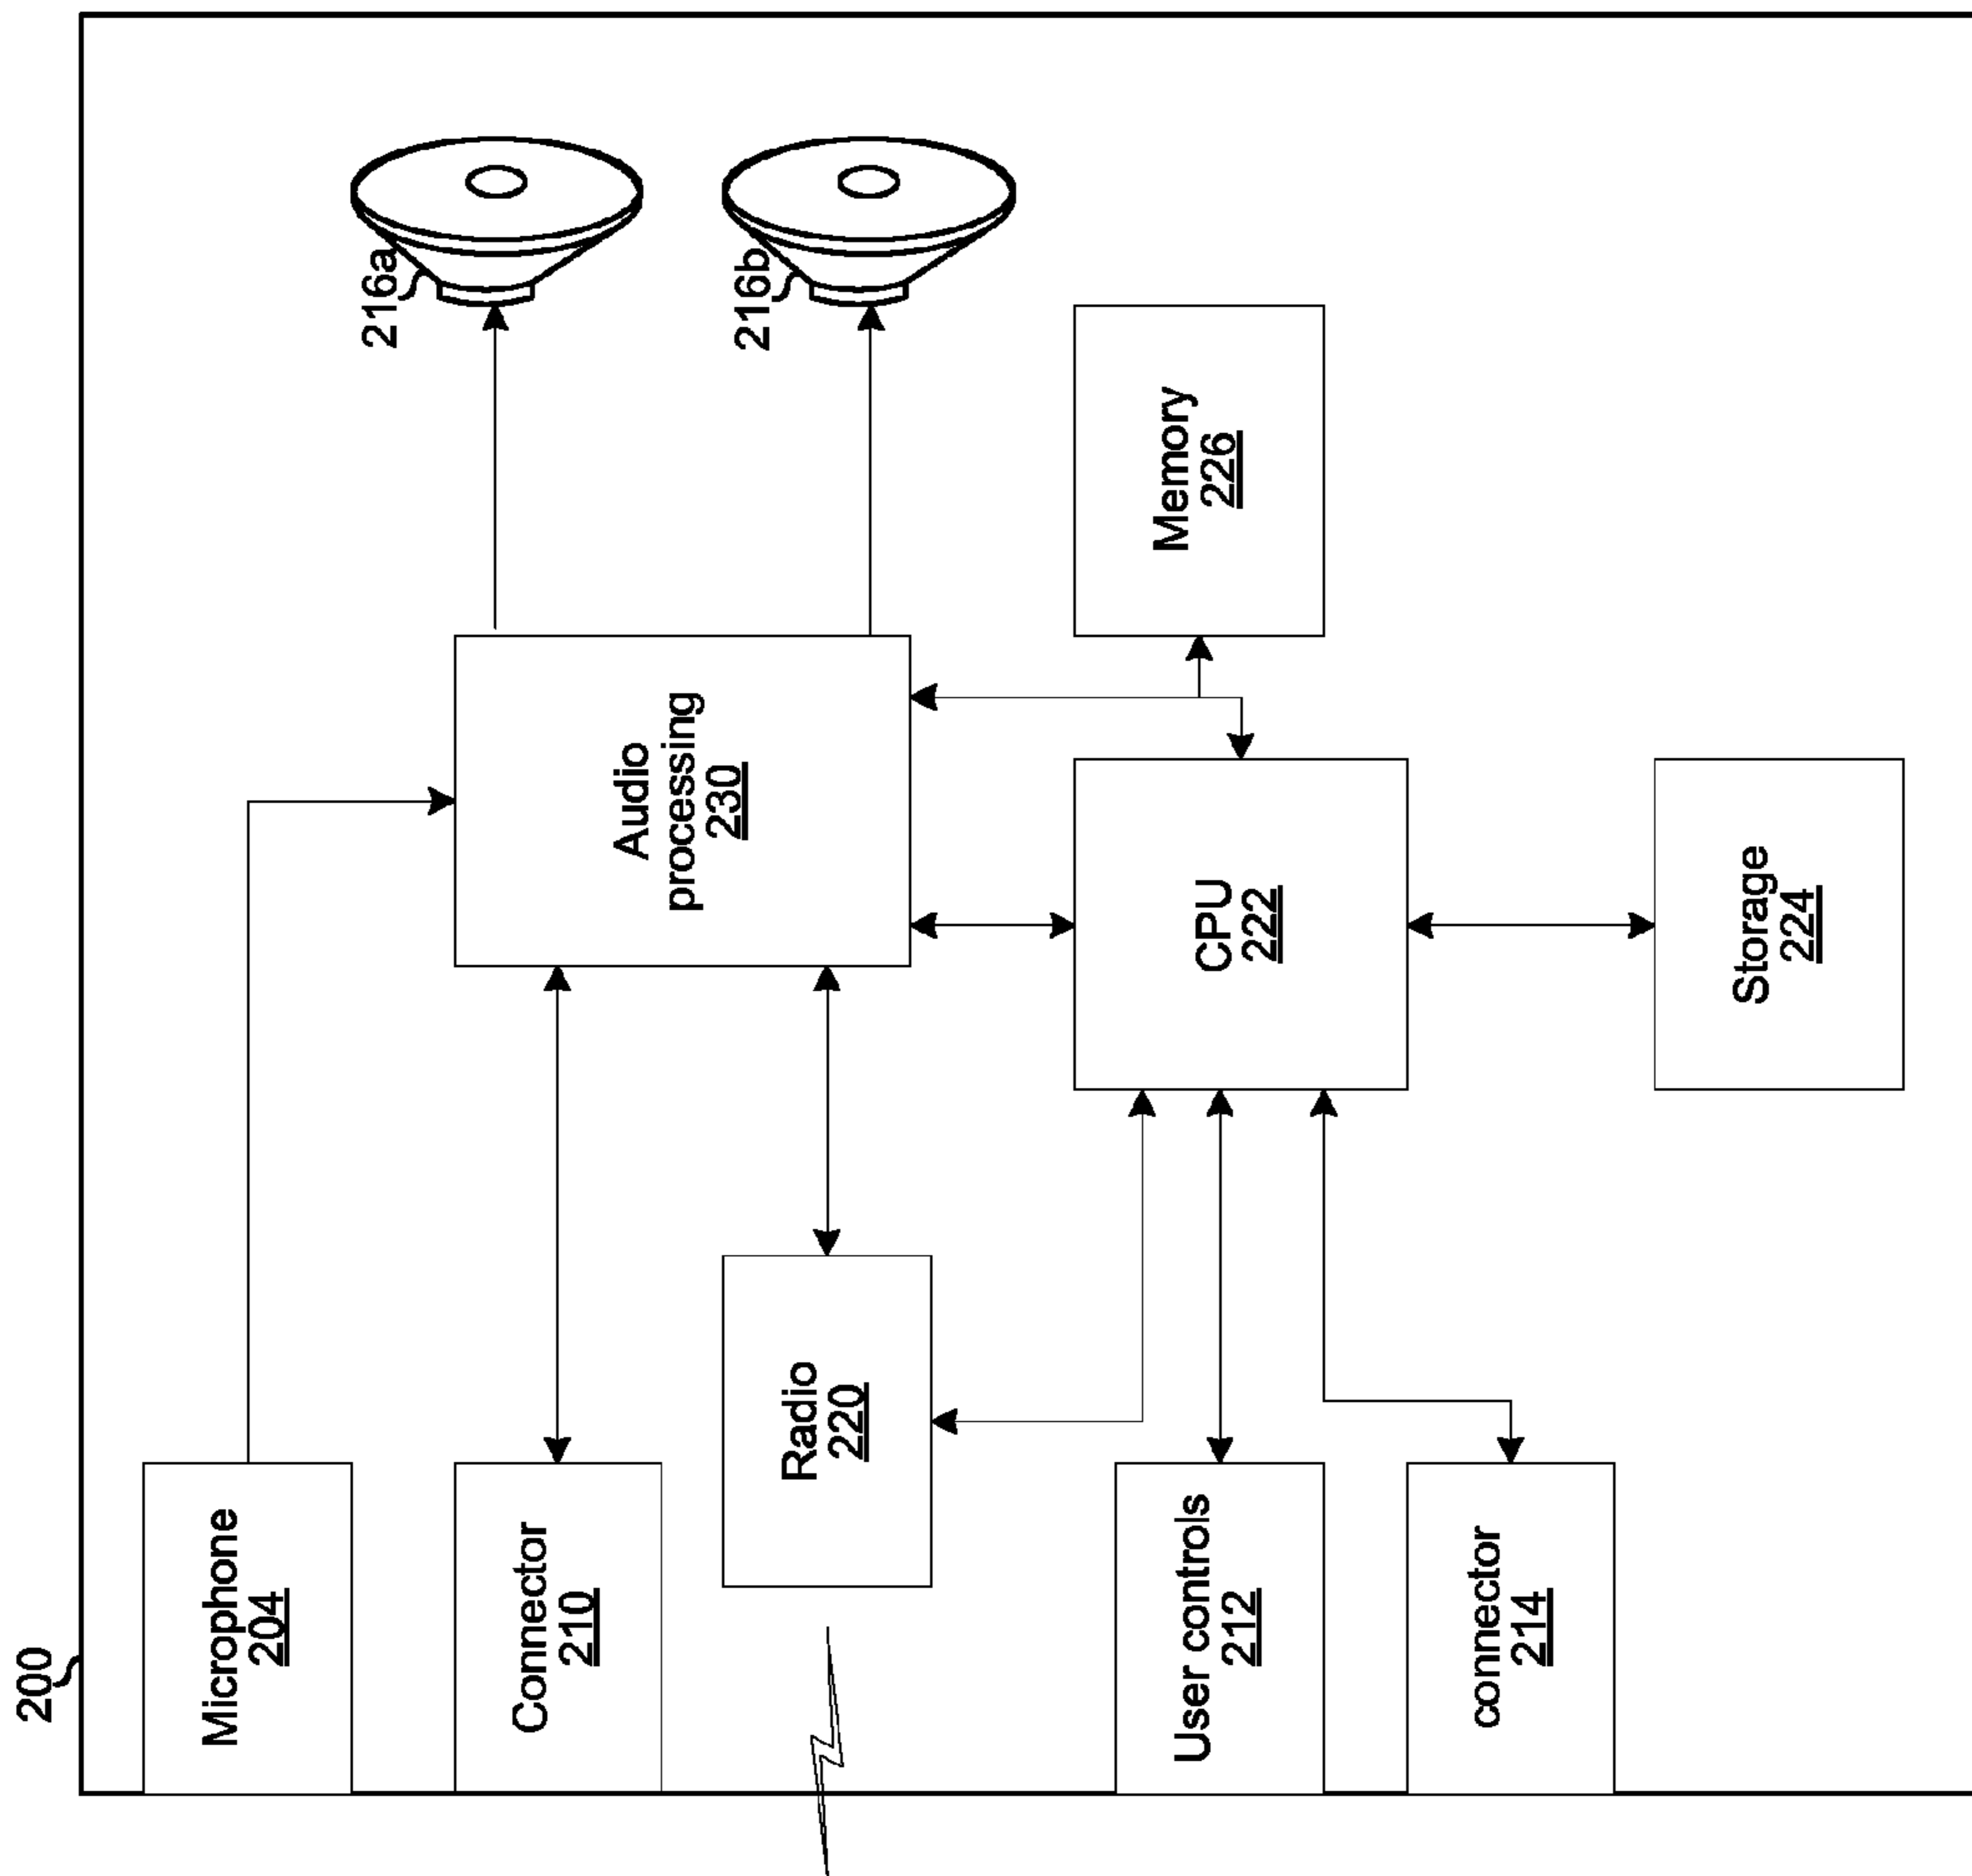 200
Microphone
204
Connector
210
Radio
220
User controls
212
connector
214
Audio
processing
230
CPU
222
Storage
224
Memory
226
216a
216b